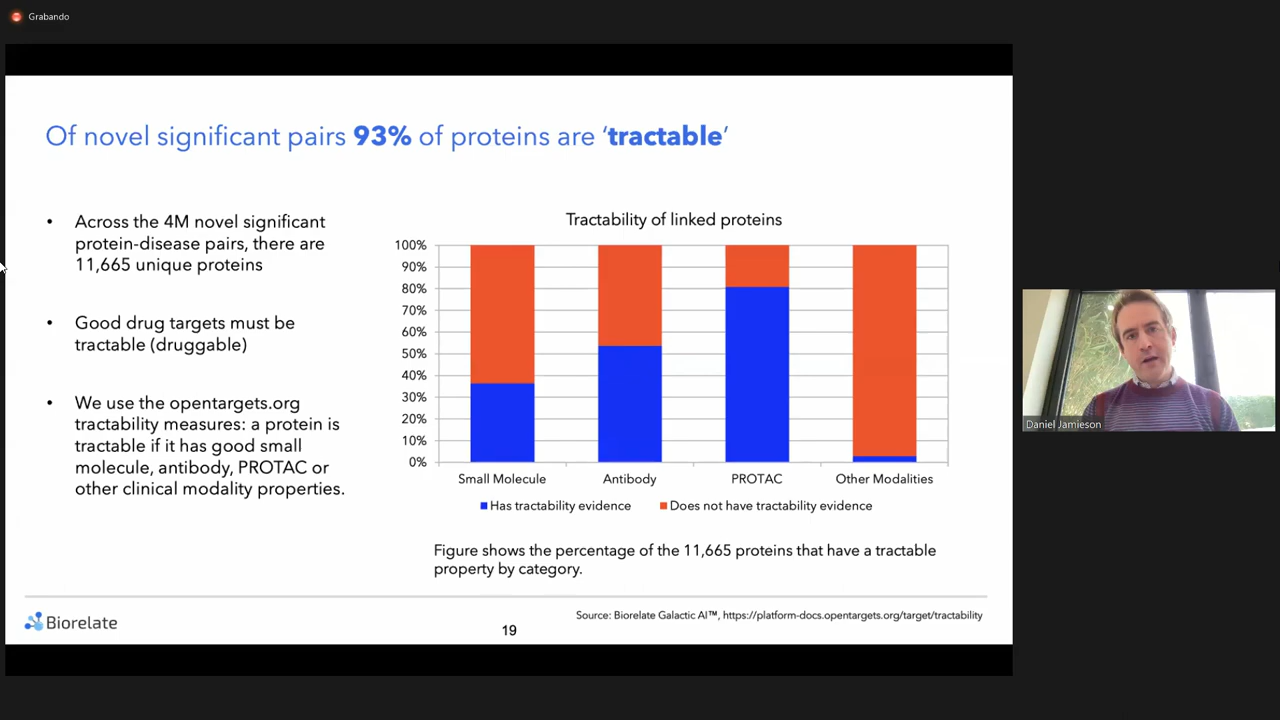 Grabando
Of novel significant pairs 93% of proteins are ‘tractable’
• Across the 4M novel significant
protein-disease pairs, there are
11,665 unique proteins
• Good drug targets must be
tractable (druggable)
• We use the opentargets.org
tractability measures: a protein is
tractable if it has good small
molecule, antibody, PROTAC or
other clinical modality properties.
Tractability of linked proteins
100%
90%
80%
70%
60%
50%
40%
30%
20%
10%
0%
Small Molecule Antibody PROTAC Other Modalities
Has tractability evidence Does not have tractability evidence
Figure shows the percentage of the 11,665 proteins that have a tractable
property by category.
Source: Biorelate Galactic AI™, https://platform-docs.opentargets.org/target/tractability
Biorelate
19
Daniel Jamieson